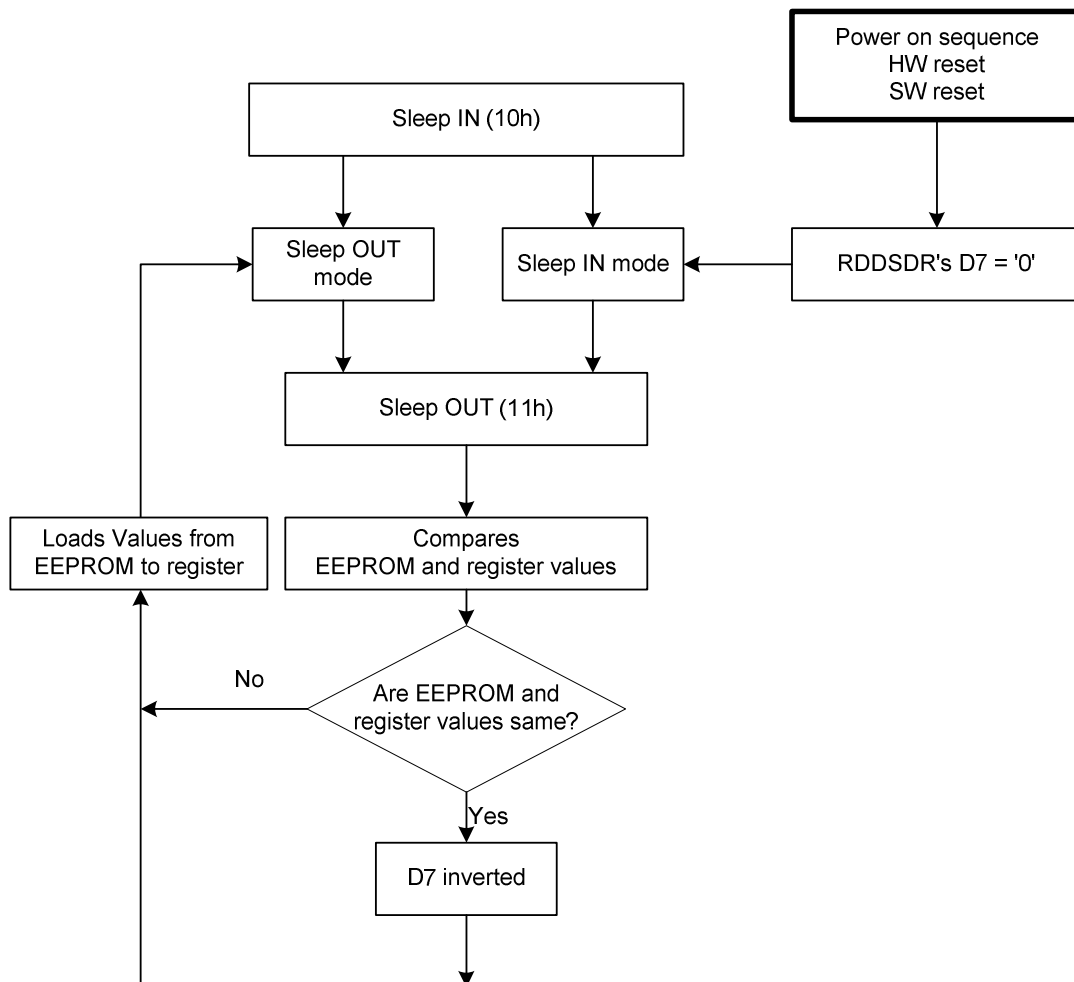 Power on sequence
HW reset
SW reset
Sleep IN (10h)
Sleep OUT
mode
Sleep IN mode
RDDSDR's D7 = '0'
Sleep OUT (11h)
Loads Values from
EEPROM to register
Compares
EEPROM and register values
No
Are EEPROM and
register values same?
Yes
D7 inverted